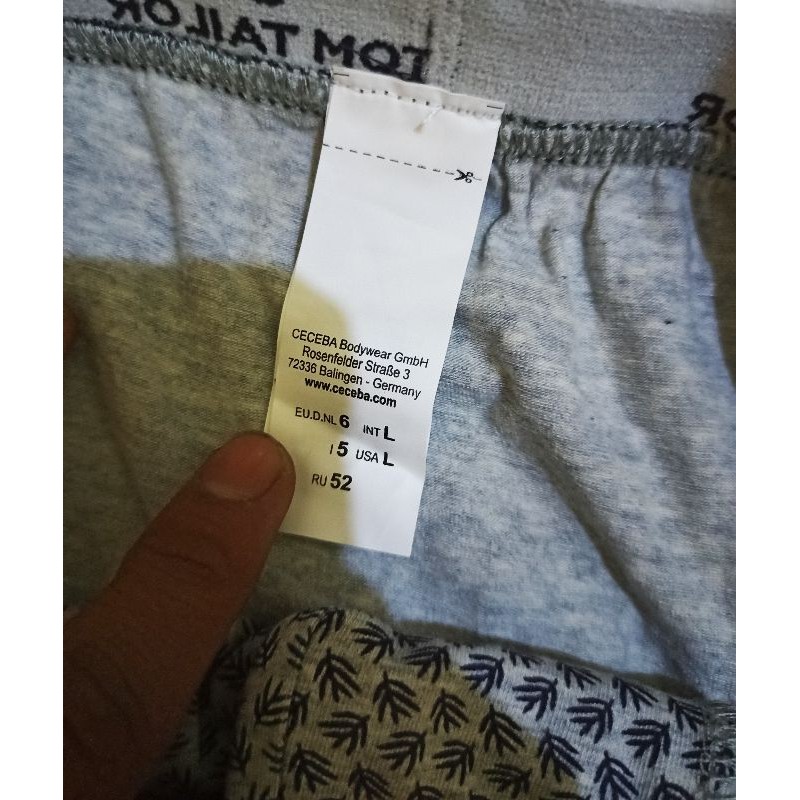 TOM TAILOR
CECEBA Bodywear GmbH
Rosenfelder Straße 3
72336 Balingen - Germany
www.ceceba.com
EU.D.NL 6 INT L
I 5 USA L
RU 52